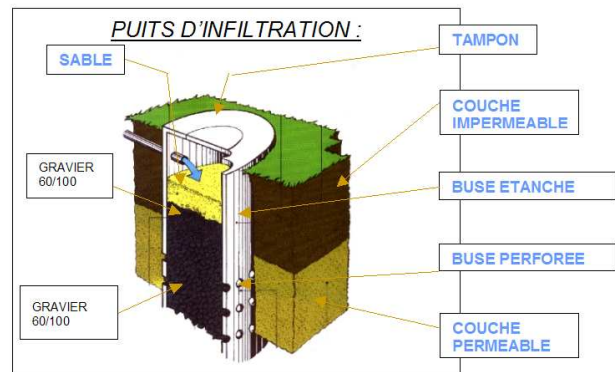 PUITS D'INFILTRATION :
SABLE
TAMPON
COUCHE
IMPERMEABLE
GRAVIER
60/100
BUSE ETANCHE
BUSE PERFOREE
GRAVIER
60/100
COUCHE
PERMEABLE